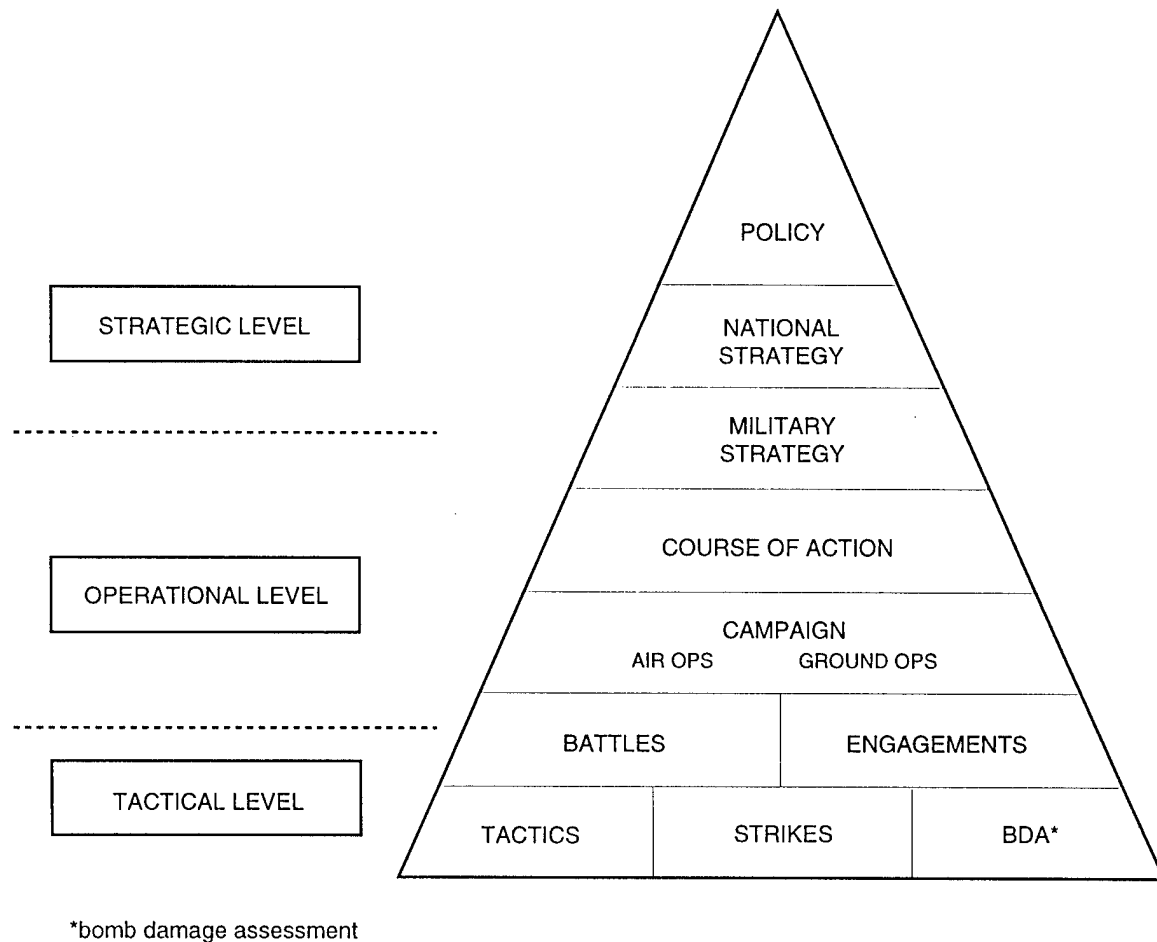 POLICY
STRATEGIC LEVEL
NATIONAL
STRATEGY
MILITARY
STRATEGY
COURSE OF ACTION
OPERATIONAL LEVEL
CAMPAIGN
AIR OPS GROUND OPS
BATTLES ENGAGEMENTS
TACTICAL LEVEL
TACTICS STRIKES BDA*
*bomb damage assessment